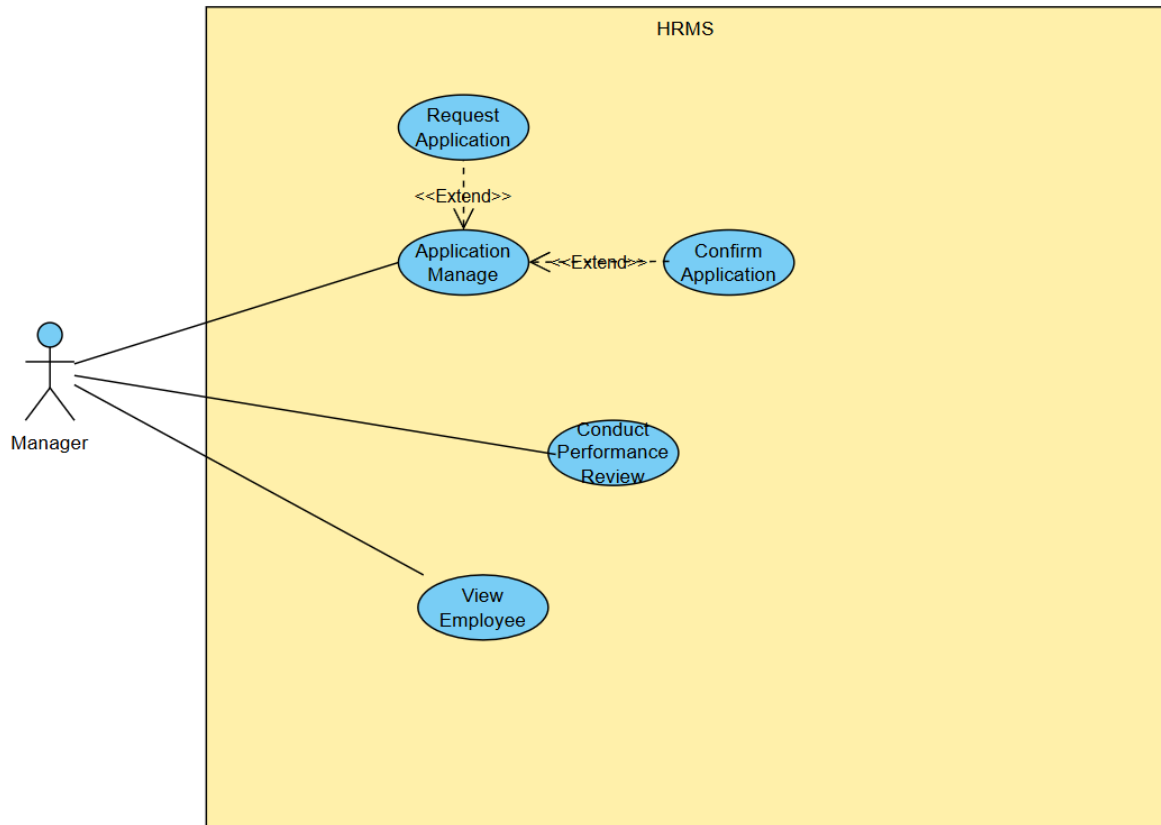 HRMS
Request
Application
<<Extend>>
Application
Manage
<<Extend>>
Confirm
Application
Manager
Conduct
Performance
Review
View
Employee